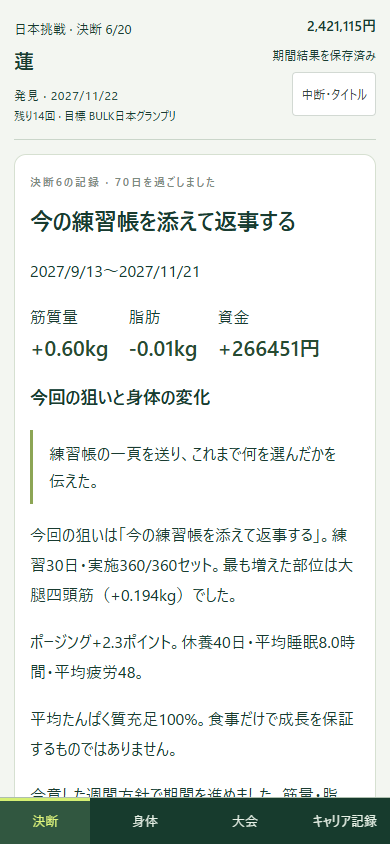 日本挑戦・決断 6/20
2,421,115円
蓮
期間結果を保存済み
発見・2027/11/22
残り14回・目標 BULK日本グランプリ
中断・タイトル
決断6の記録・70日を過ごしました
今の練習帳を添えて返事する
2027/9/13〜2027/11/21
筋質量 脂肪 資金
+0.60kg -0.01kg +266451円
今回の狙いと身体の変化
練習帳の一頁を送り、これまで何を選んだかを
伝えた。
今回の狙いは「今の練習帳を添えて返事する」。練
習30日・実施360/360セット。最も増えた部位は大
腿四頭筋（+0.194kg）でした。
ポージング+2.3ポイント。休養40日・平均睡眠8.0時
間・平均疲労48。
平均たんぱく質充足100%。食事だけで成長を保証
するものではありません。
決断 身体 大会 キャリア記録